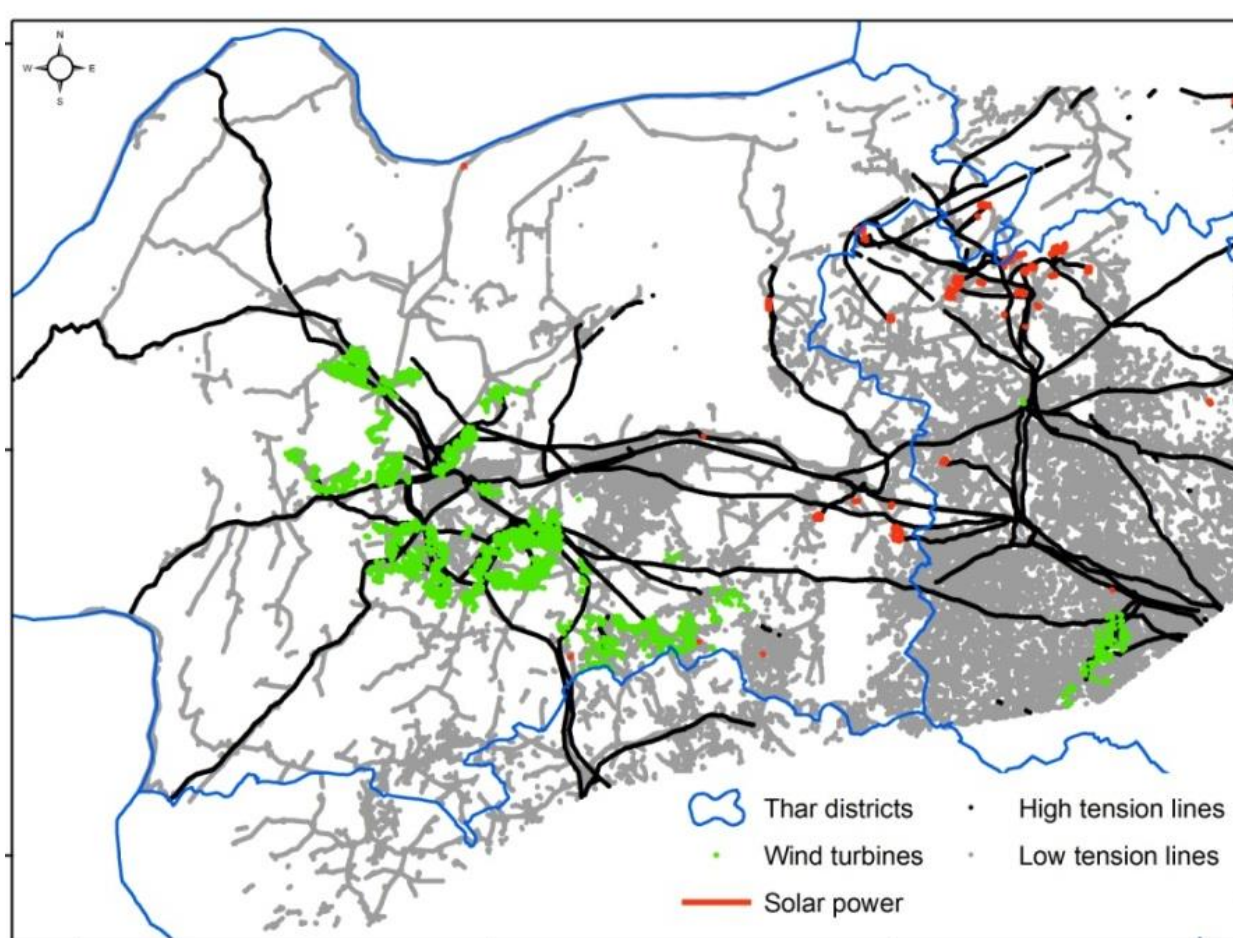 N
W E
S
Thar districts High tension lines
Wind turbines Low tension lines
Solar power